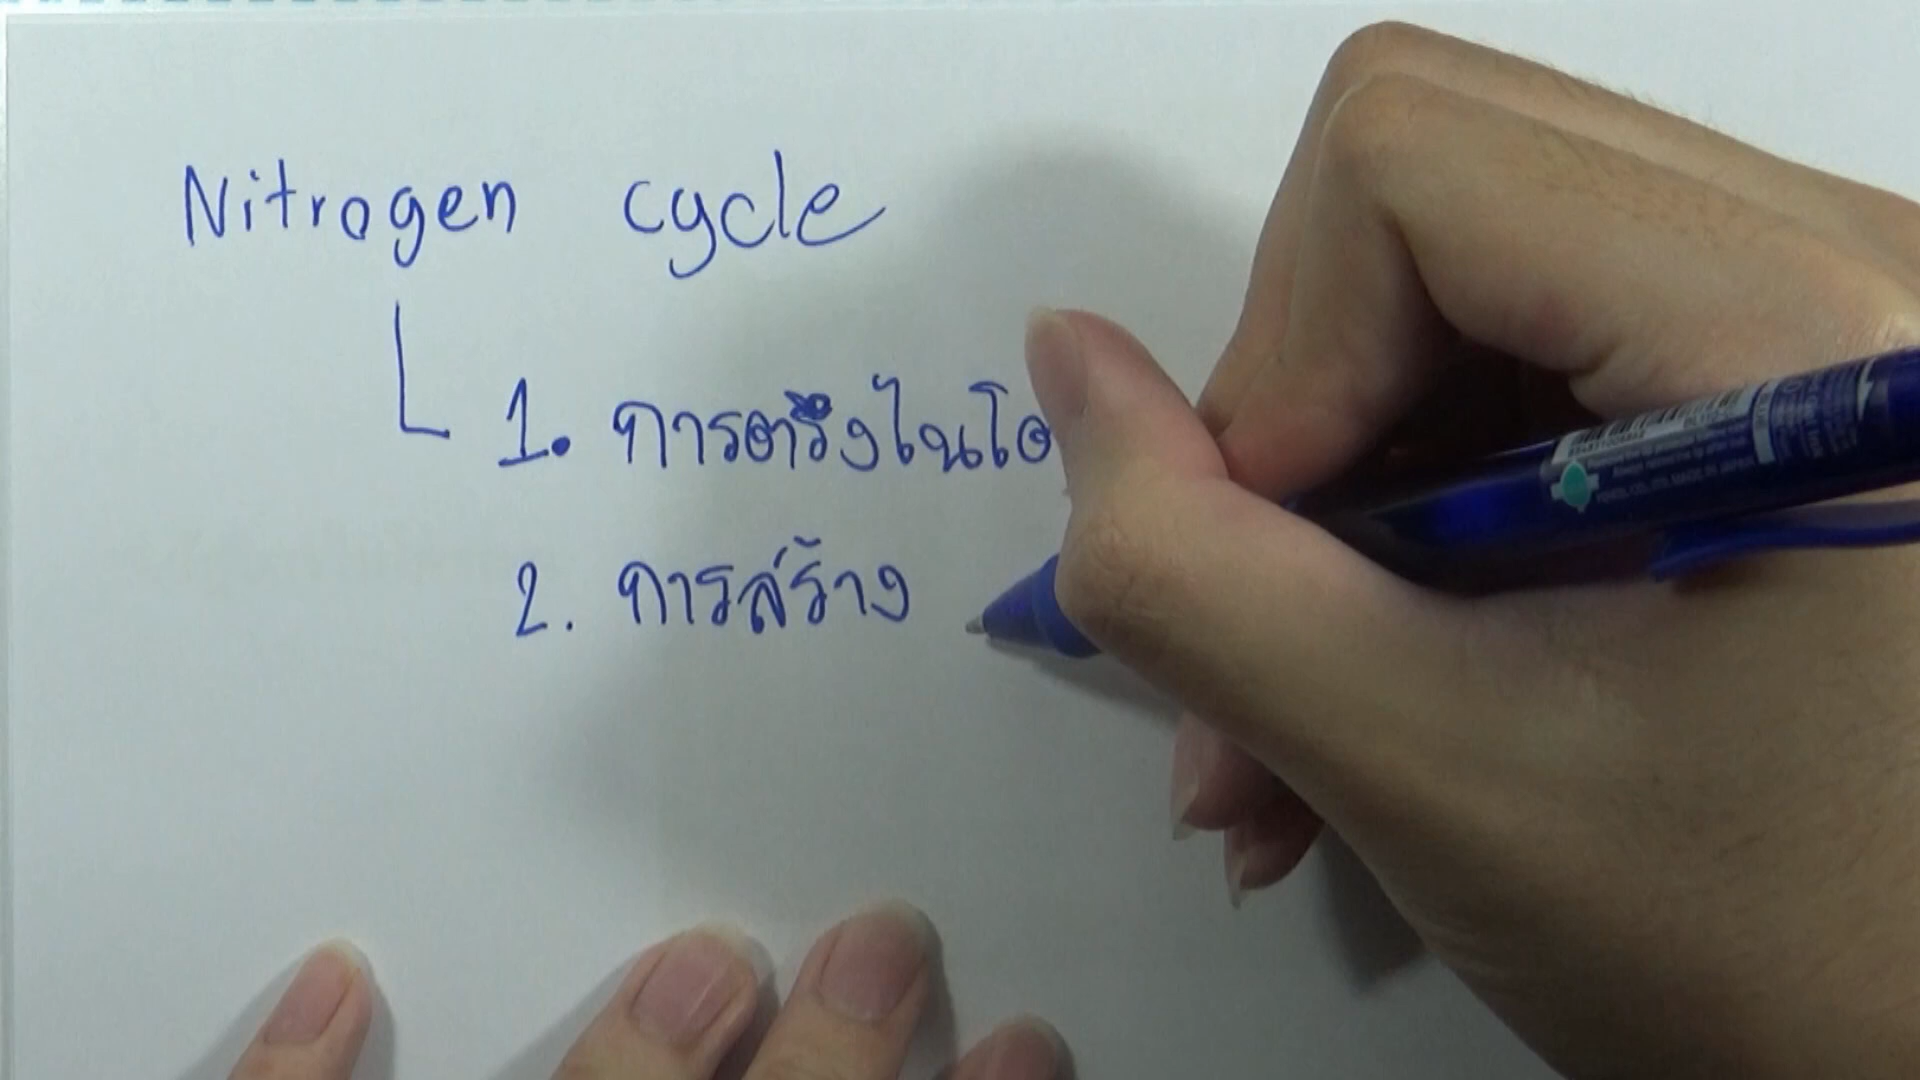 Nitrogen cycle
1. การตรึงไนโต
2. การสร้าง